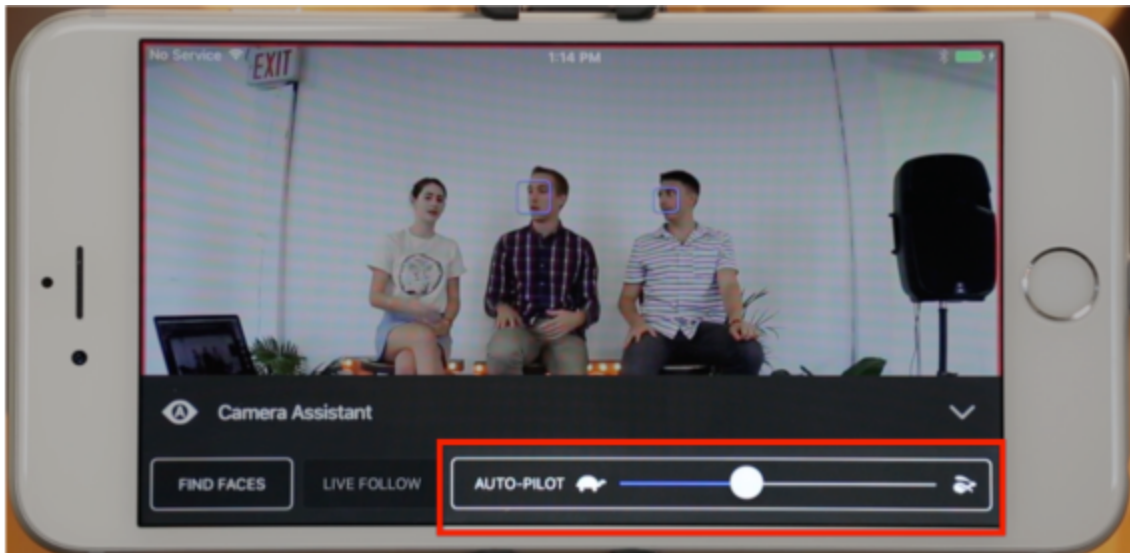 No Service 1:14 PM
EXIT
A Camera Assistant
FIND FACES LIVE FOLLOW AUTO-PILOT